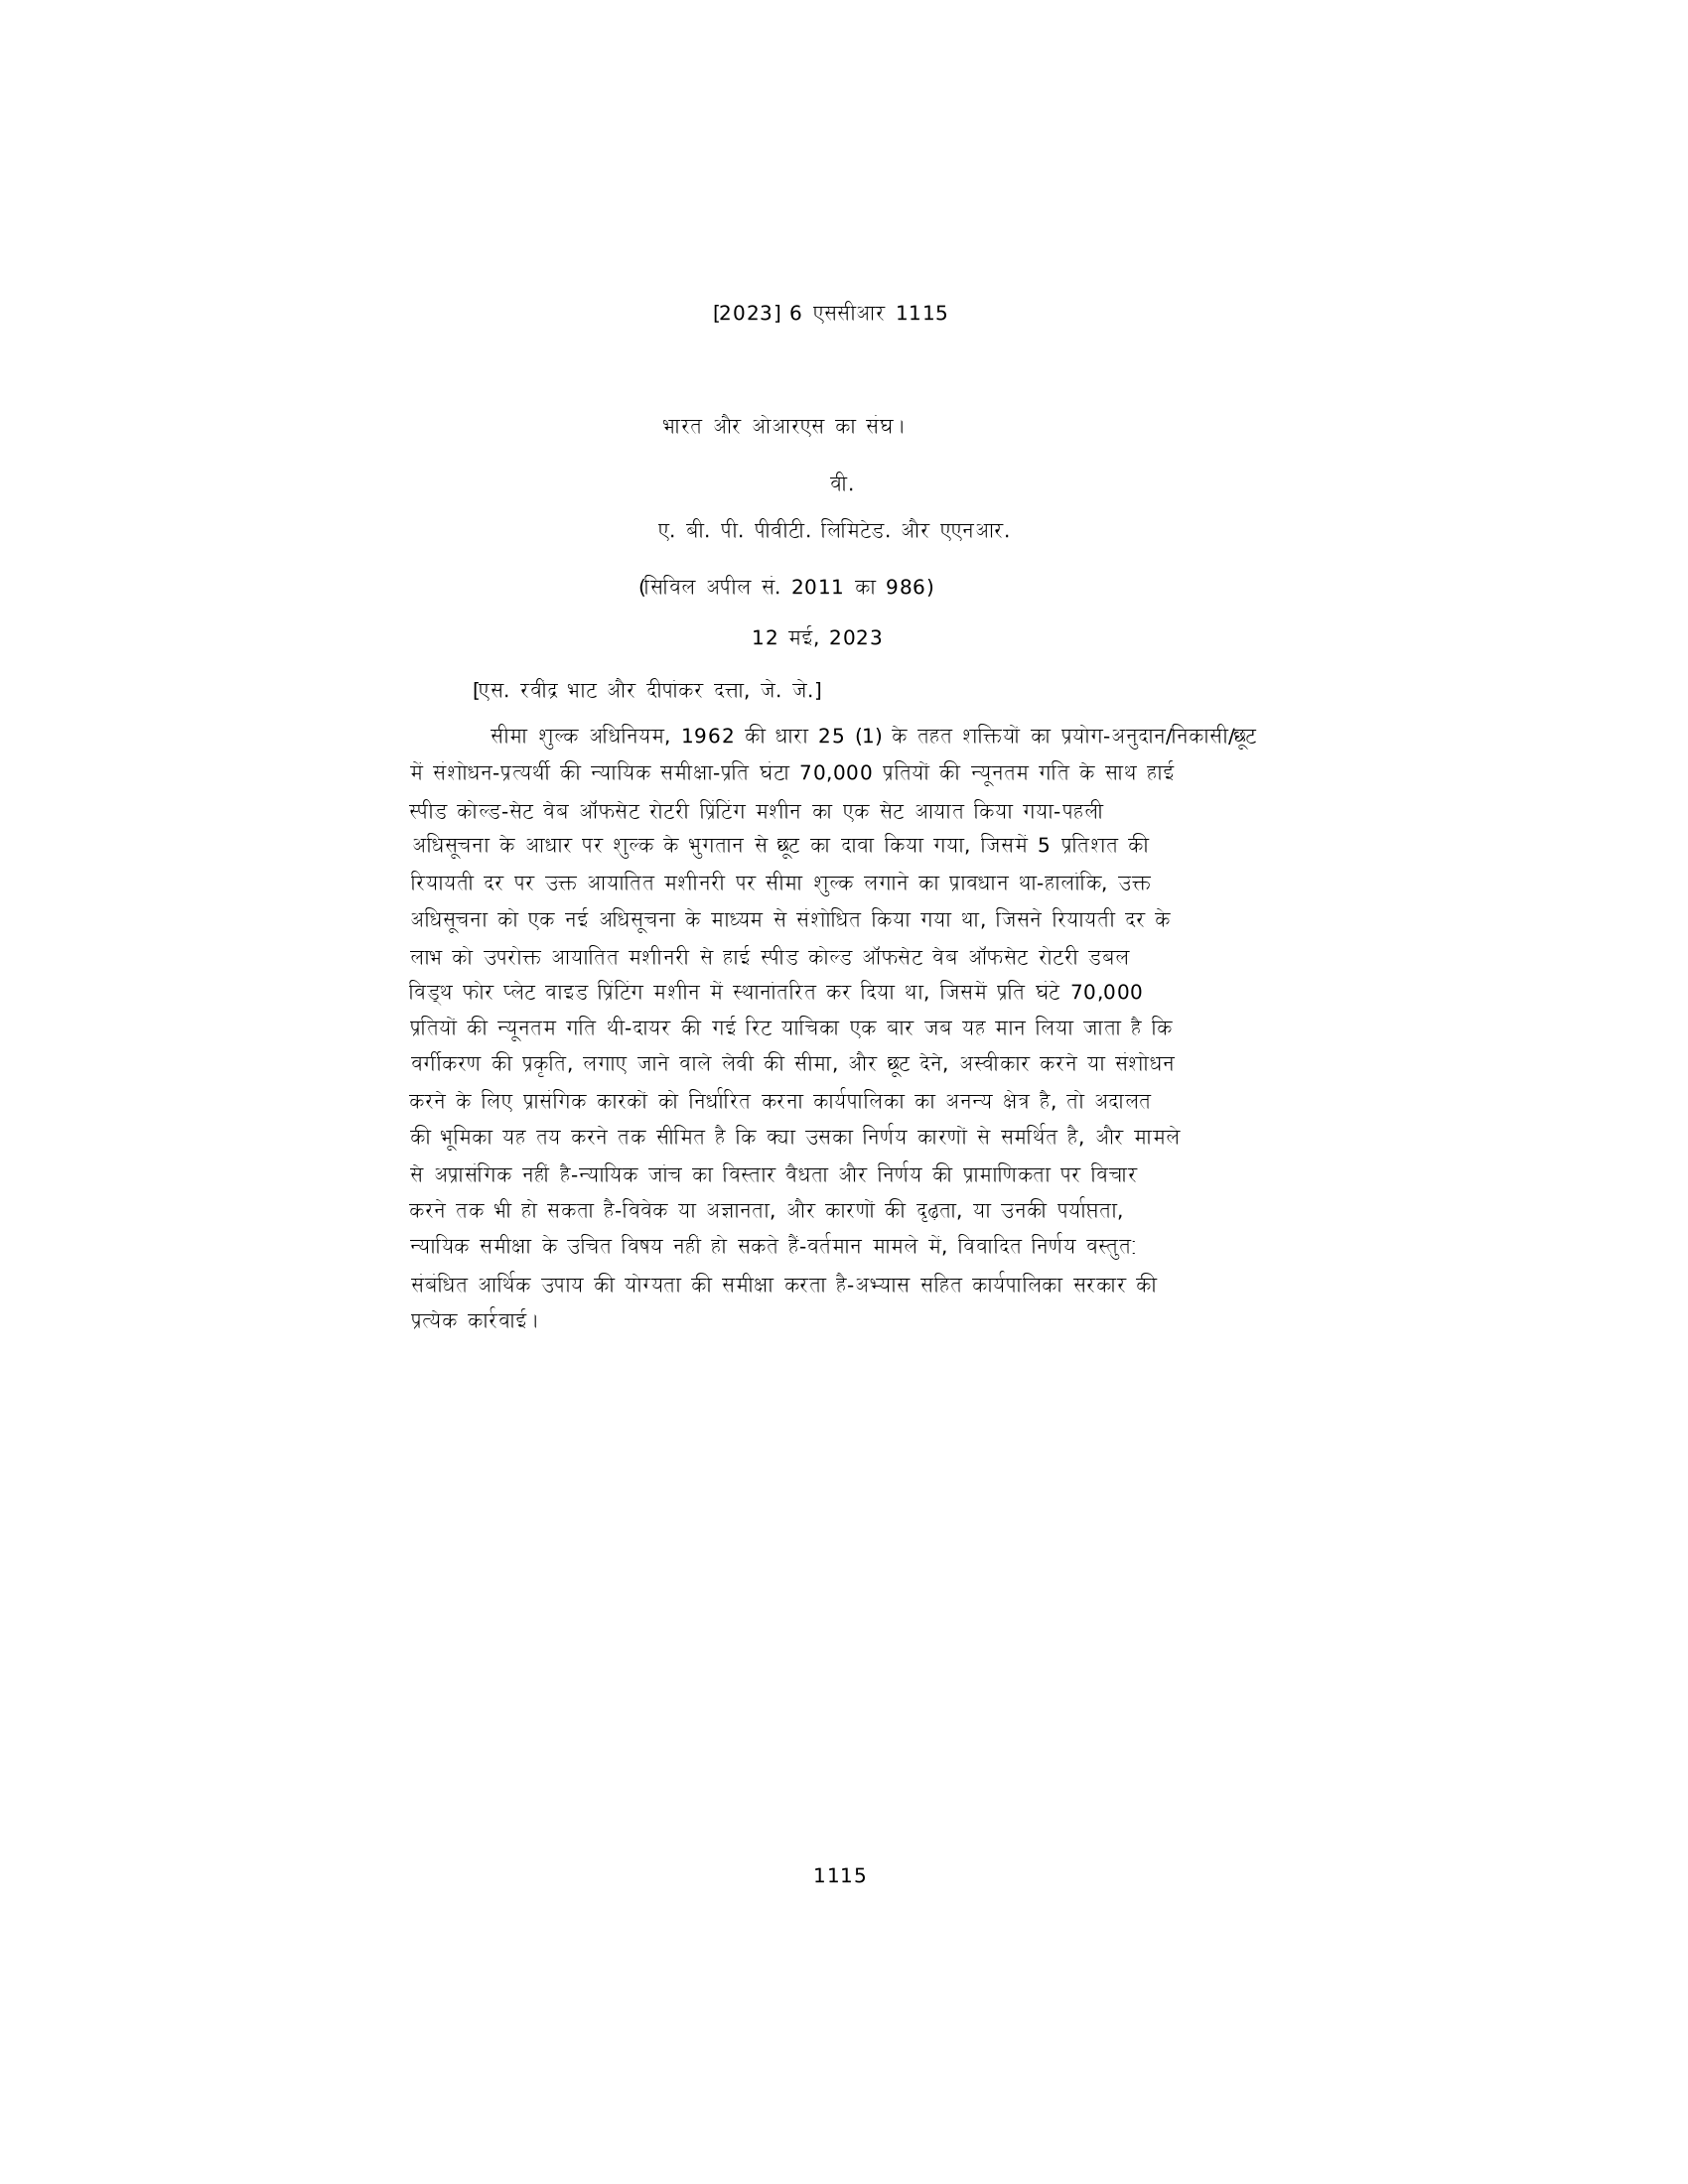 [2023] 6 एससीआर 1115
भारत और ओआरएस का संघ।
वी.
ए. बी. पी. पीवीटी. लिमिटेड. और एएनआर.
(सिविल अपील सं. 2011 का 986)
12 मई, 2023
[एस. रवींद्र भाट और दीपांकर दत्ता, जे. जे.]
सीमा शुल्क अधिनियम, 1962 की धारा 25 (1) के तहत शक्तियों का प्रयोग-अनुदान/निकासी/छूट
में संशोधन-प्रत्यर्थी की न्यायिक समीक्षा-प्रति घंटा 70,000 प्रतियों की न्यूनतम गति के साथ हाई
स्पीड कोल्ड-सेट वेब ऑफसेट रोटरी प्रिंटिंग मशीन का एक सेट आयात किया गया-पहली
अधिसूचना के आधार पर शुल्क के भुगतान से छूट का दावा किया गया, जिसमें 5 प्रतिशत की
रियायती दर पर उक्त आयातित मशीनरी पर सीमा शुल्क लगाने का प्रावधान था-हालांकि, उक्त
अधिसूचना को एक नई अधिसूचना के माध्यम से संशोधित किया गया था, जिसने रियायती दर के
लाभ को उपरोक्त आयातित मशीनरी से हाई स्पीड कोल्ड ऑफसेट वेब ऑफसेट रोटरी डबल
विड्थ फोर प्लेट वाइड प्रिंटिंग मशीन में स्थानांतरित कर दिया था, जिसमें प्रति घंटे 70,000
प्रतियों की न्यूनतम गति थी-दायर की गई रिट याचिका एक बार जब यह मान लिया जाता है कि
वर्गीकरण की प्रकृति, लगाए जाने वाले लेवी की सीमा, और छूट देने, अस्वीकार करने या संशोधन
करने के लिए प्रासंगिक कारकों को निर्धारित करना कार्यपालिका का अनन्य क्षेत्र है, तो अदालत
की भूमिका यह तय करने तक सीमित है कि क्या उसका निर्णय कारणों से समर्थित है, और मामले
से अप्रासंगिक नहीं है-न्यायिक जांच का विस्तार वैधता और निर्णय की प्रामाणिकता पर विचार
करने तक भी हो सकता है-विवेक या अज्ञानता, और कारणों की दृढ़ता, या उनकी पर्याप्तता,
न्यायिक समीक्षा के उचित विषय नही हो सकते हैं-वर्तमान मामले में, विवादित निर्णय वस्तुत:
संबंधित आर्थिक उपाय की योग्यता की समीक्षा करता है-अभ्यास सहित कार्यपालिका सरकार की
प्रत्येक कार्रवाई।
1115